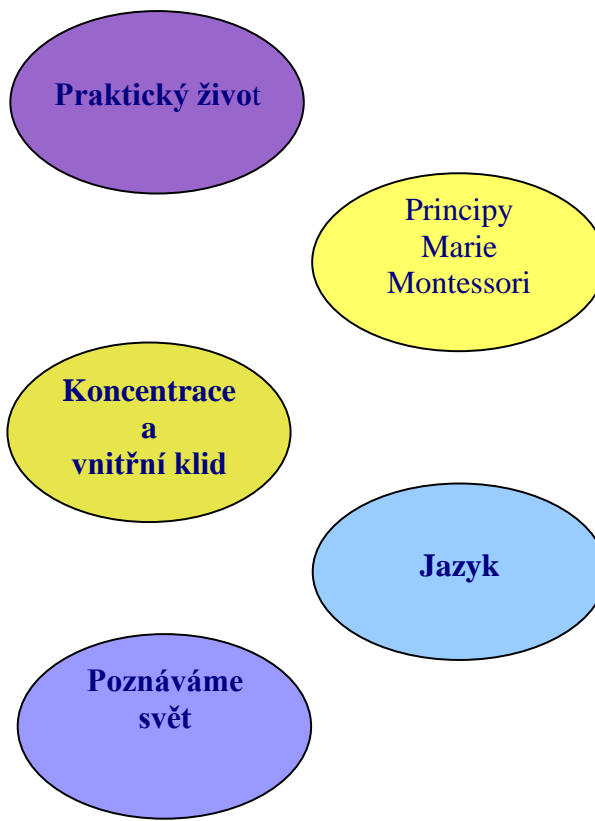 Praktický život
Principy
Marie
Montessori
Koncentrace
a
vnitřní klid
Jazyk
Poznáváme
svět